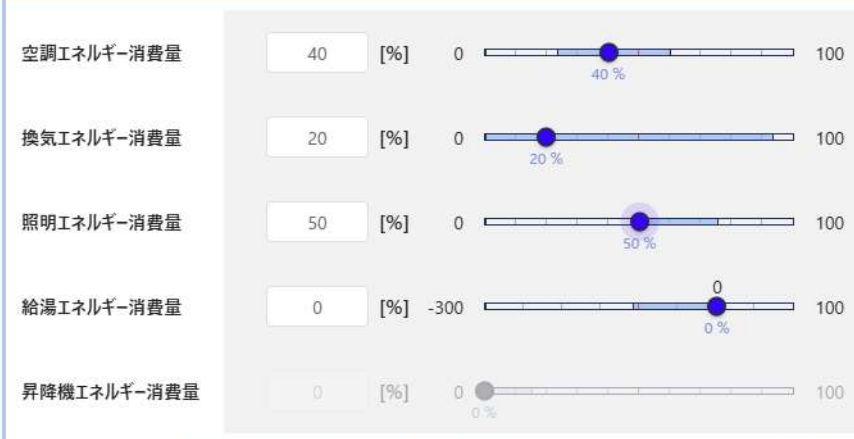 空調エネルギー消費量 40 [%] 0 100
40 %
換気エネルギー消費量 20 [%] 0 100
20 %
照明エネルギー消費量 50 [%] 0 100
50 %
0
給湯エネルギー消費量 0 [%] -300 100
0 %
昇降機エネルギー消費量 0 [%] 0 100
0 %